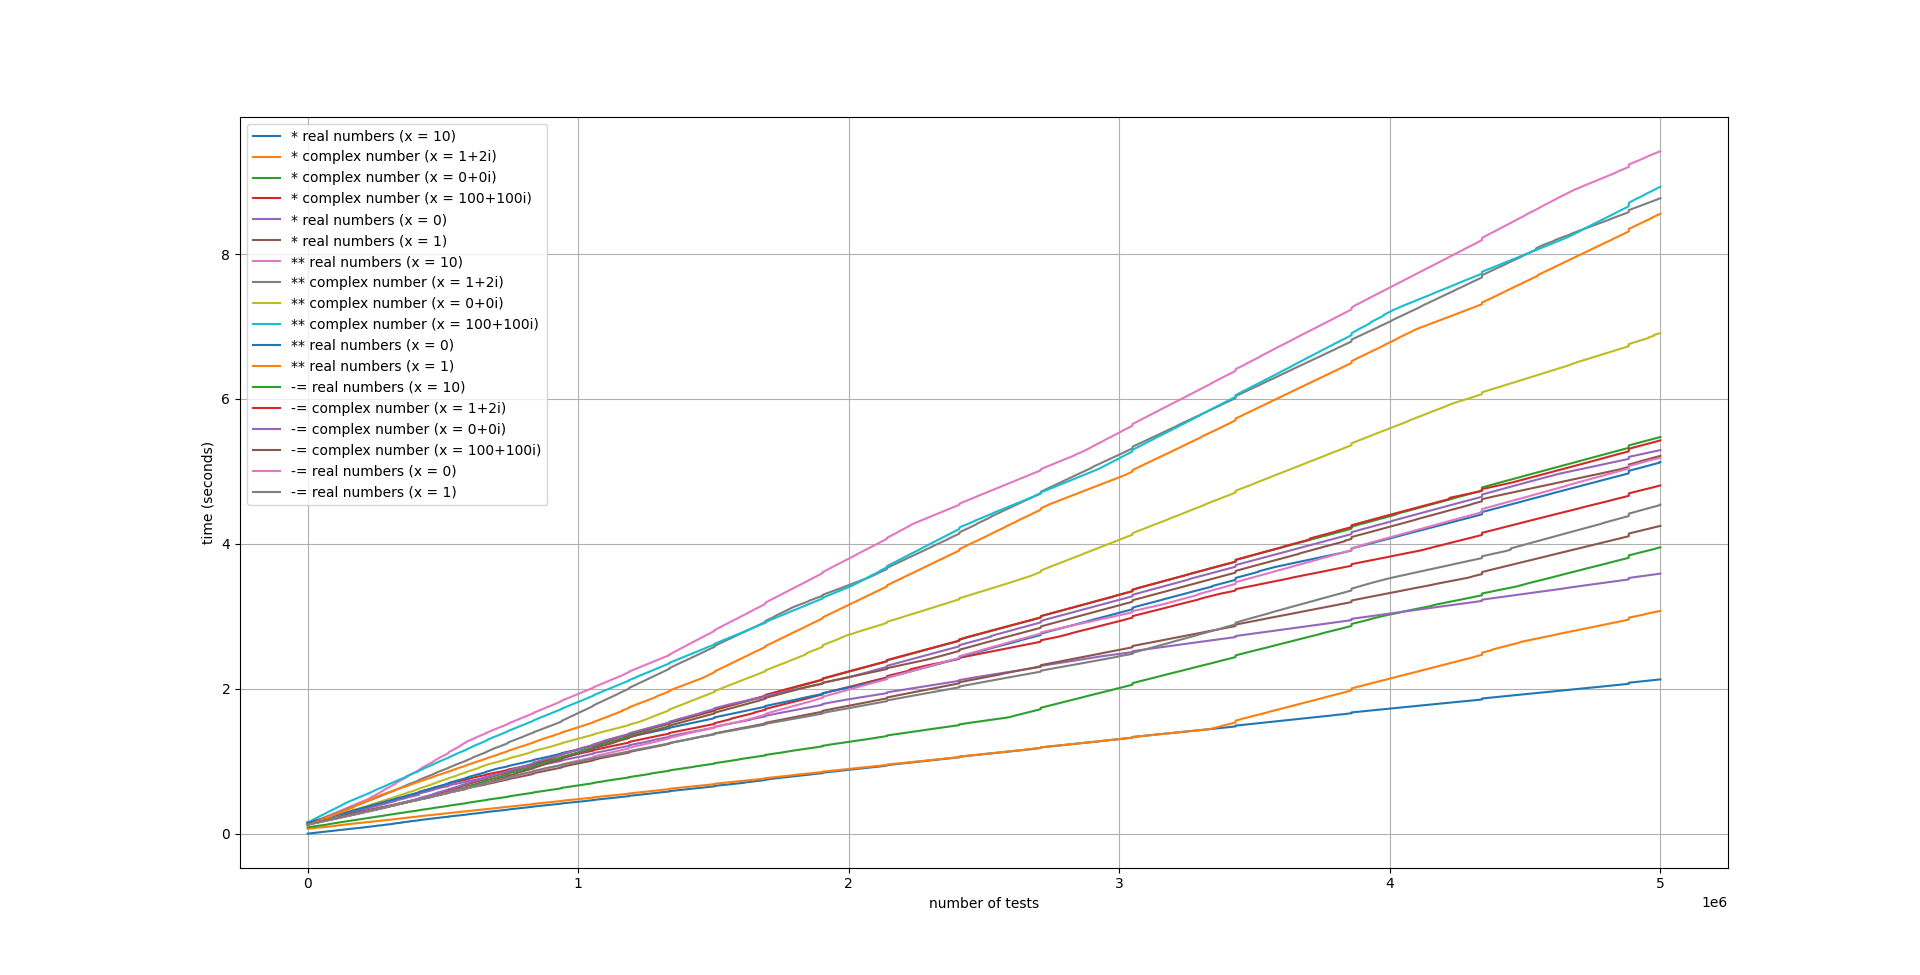 * real numbers (x = 10)
* complex number (x = 1+2i)
* complex number (x = 0+0i)
* complex number (x = 100+100i)
* real numbers (x = 0)
* real numbers (x = 1)
** real numbers (x = 10)
** complex number (x = 1+2i)
** complex number (x = 0+0i)
** complex number (x = 100+100i)
** real numbers (x = 0)
** real numbers (x = 1)
-= real numbers (x = 10)
-= complex number (x = 1+2i)
-= complex number (x = 0+0i)
-= complex number (x = 100+100i)
-= real numbers (x = 0)
-= real numbers (x = 1)
8
6
4
2
0
time (seconds)
0 1 2 3 4 5
number of tests
1e6